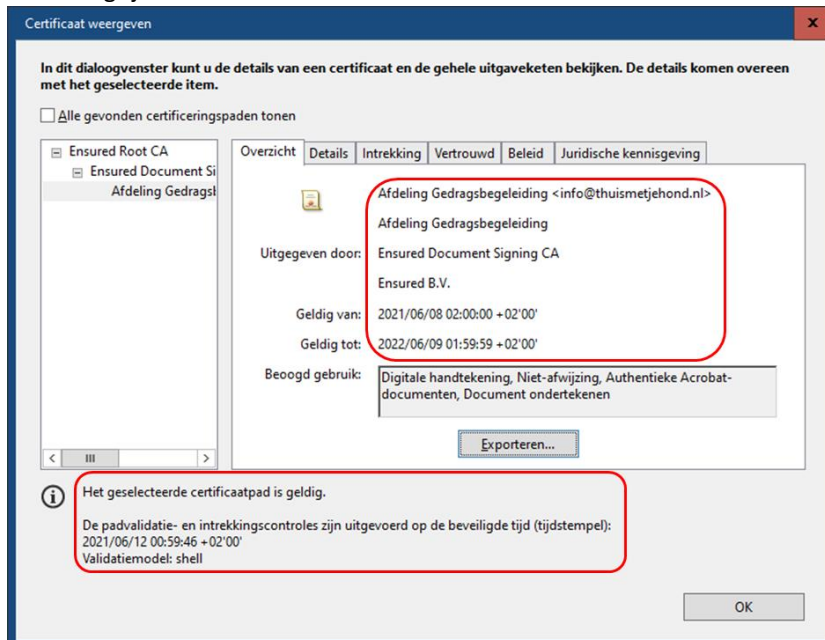 Certificaat weergeven
x
In dit dialoogvenster kunt u de details van een certificaat en de gehele uitgaveketen bekijken. De details komen overeen
met het geselecteerde item.
Alle gevonden certificeringspaden tonen
Ensured Root CA
Ensured Document Si
Afdeling Gedragsl
Overzicht Details Intrekking Vertrouwd Beleid Juridische kennisgeving
Afdeling Gedragsbegeleiding <info@thuismetjehond.nl>
Afdeling Gedragsbegeleiding
Uitgegeven door: Ensured Document Signing CA
Ensured B.V.
Geldig van: 2021/06/08 02:00:00 +02'00'
Geldig tot: 2022/06/09 01:59:59 +02'00'
Beoogd gebruik: Digitale handtekening, Niet-afwijzing, Authentieke Acrobat-
documenten, Document ondertekenen
Exporteren...
Het geselecteerde certificaatpad is geldig.
De padvalidatie- en intrekkingscontroles zijn uitgevoerd op de beveiligde tijd (tijdstempel):
2021/06/12 00:59:46 +02'00'
Validatiemodel: shell
OK